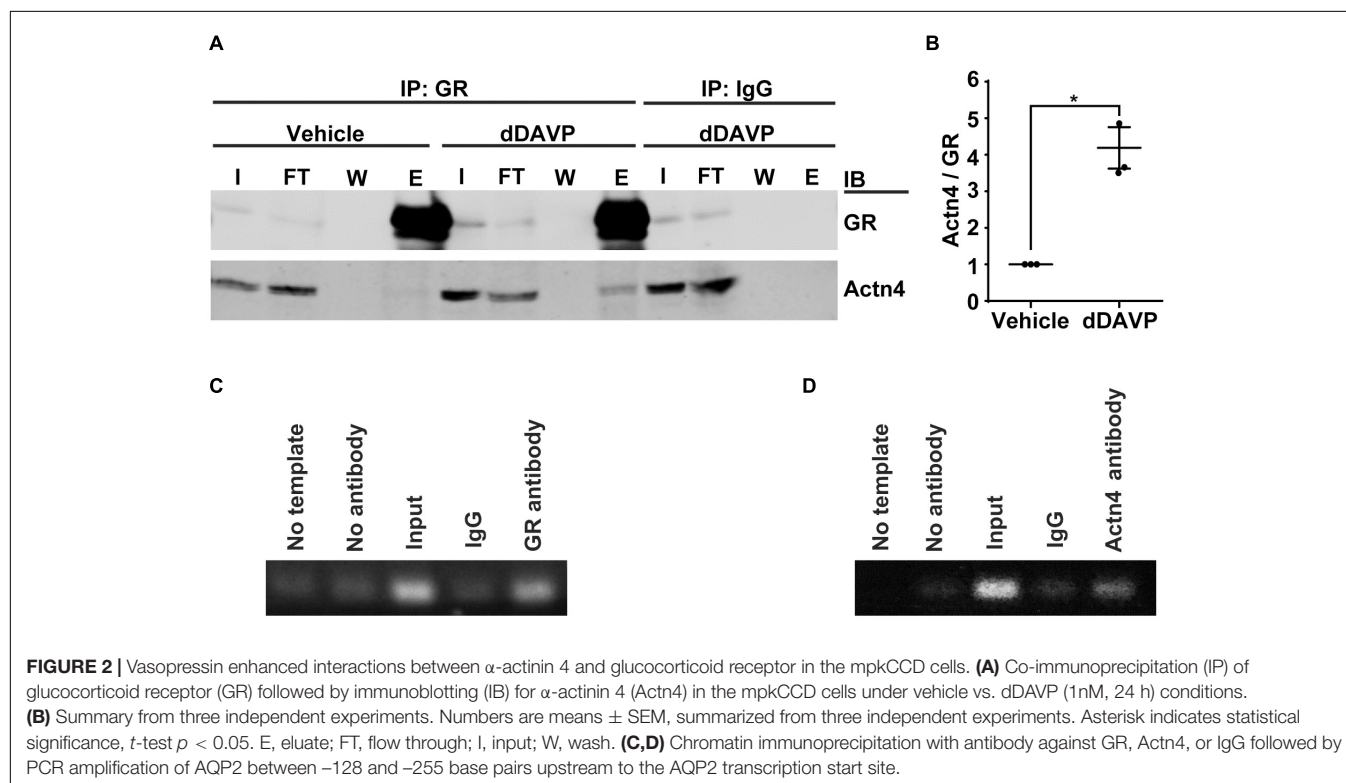 A
IP: GR IP: IgG
Vehicle dDAVP dDAVP
I FT W E I FT W E I FT W E IB
GR
Actn4
B
6
5
4
3
2
1
0
Actn4 / GR
*
Vehicle dDAVP
C
No template
No antibody
Input
IgG
GR antibody
D
No template
No antibody
Input
IgG
Actn4 antibody
FIGURE 2 | Vasopressin enhanced interactions between α-actinin 4 and glucocorticoid receptor in the mpkCCD cells. (A) Co-immunoprecipitation (IP) of
glucocorticoid receptor (GR) followed by immunoblotting (IB) for α-actinin 4 (Actn4) in the mpkCCD cells under vehicle vs. dDAVP (1nM, 24 h) conditions.
(B) Summary from three independent experiments. Numbers are means ± SEM, summarized from three independent experiments. Asterisk indicates statistical
significance, t-test p < 0.05. E, eluate; FT, flow through; I, input; W, wash. (C,D) Chromatin immunoprecipitation with antibody against GR, Actn4, or IgG followed by
PCR amplification of AQP2 between –128 and –255 base pairs upstream to the AQP2 transcription start site.